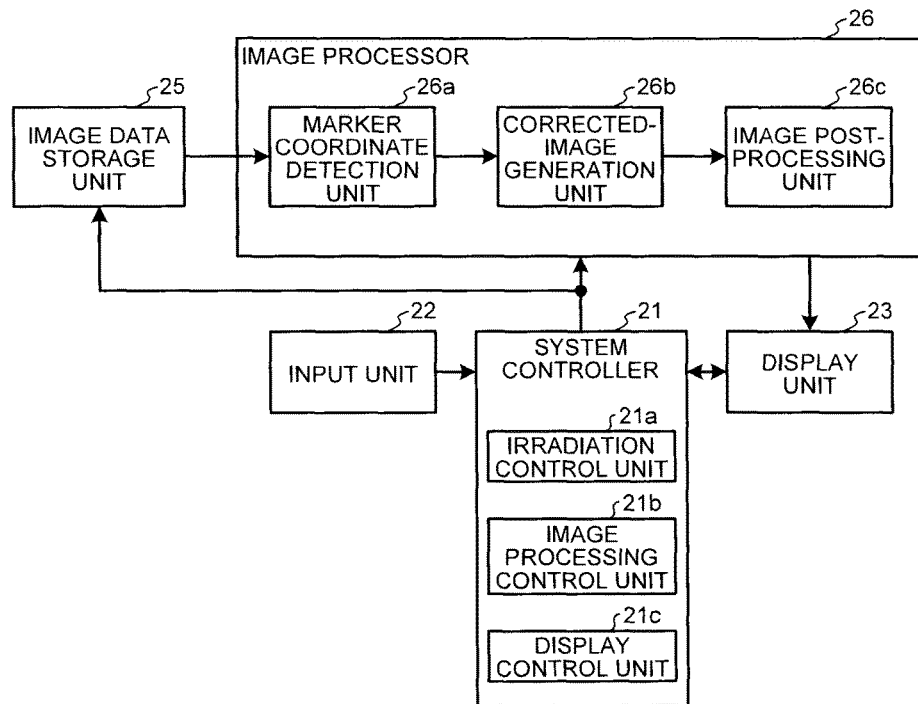 26
IMAGE PROCESSOR
25
26a
26b
26c
IMAGE DATA
STORAGE
UNIT
MARKER
COORDINATE
DETECTION
UNIT
CORRECTED-
IMAGE
GENERATION
UNIT
IMAGE POST-
PROCESSING
UNIT
22
21
23
INPUT UNIT
SYSTEM
CONTROLLER
DISPLAY
UNIT
21a
IRRADIATION
CONTROL UNIT
21b
IMAGE
PROCESSING
CONTROL UNIT
21c
DISPLAY
CONTROL UNIT